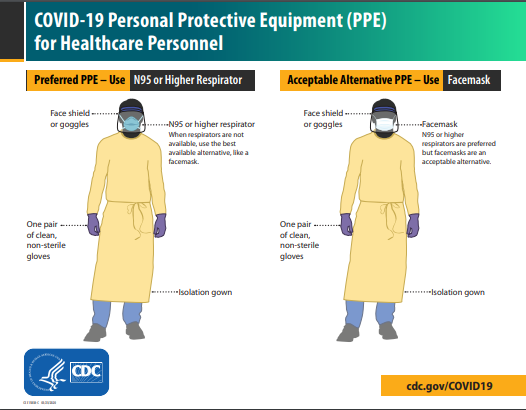 COVID-19 Personal Protective Equipment (PPE)
for Healthcare Personnel
Preferred PPE – Use N95 or Higher Respirator
Face shield
or goggles
N95 or higher respirator
When respirators are not
available, use the best
available alternative, like a
facemask.
One pair
of clean,
non-sterile
gloves
Isolation gown
Acceptable Alternative PPE – Use Facemask
Face shield
or goggles
Facemask
N95 or higher
respirators are preferred
but facemasks are an
acceptable alternative.
One pair
of clean,
non-sterile
gloves
Isolation gown
CDC
cdc.gov/COVID19